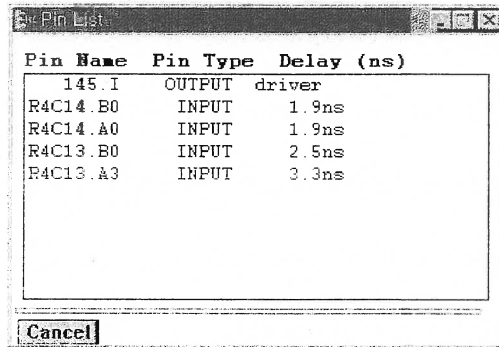 Pin List
Pin Name Pin Type Delay (ns)
145.I OUTPUT driver
R4C14.B0 INPUT 1.9ns
R4C14.A0 INPUT 1.9ns
R4C13.B0 INPUT 2.5ns
R4C13.A3 INPUT 3.3ns
Cancel